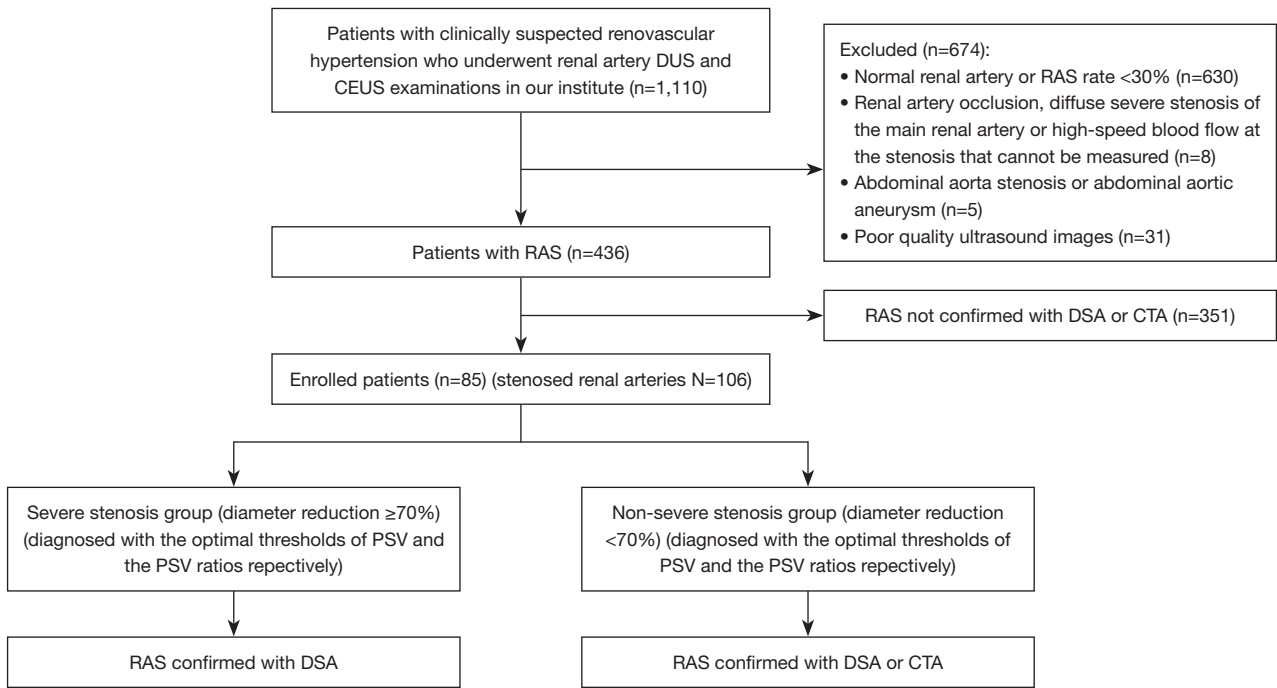 Patients with clinically suspected renovascular
hypertension who underwent renal artery DUS and
CEUS examinations in our institute (n=1,110)
Excluded (n=674):
• Normal renal artery or RAS rate <30% (n=630)
• Renal artery occlusion, diffuse severe stenosis of
the main renal artery or high-speed blood flow at
the stenosis that cannot be measured (n=8)
• Abdominal aorta stenosis or abdominal aortic
aneurysm (n=5)
• Poor quality ultrasound images (n=31)
Patients with RAS (n=436)
RAS not confirmed with DSA or CTA (n=351)
Enrolled patients (n=85) (stenosed renal arteries N=106)
Severe stenosis group (diameter reduction ≥70%)
(diagnosed with the optimal thresholds of PSV and
the PSV ratios repectively)
Non-severe stenosis group (diameter reduction
<70%) (diagnosed with the optimal thresholds of
PSV and the PSV ratios repectively)
RAS confirmed with DSA
RAS confirmed with DSA or CTA